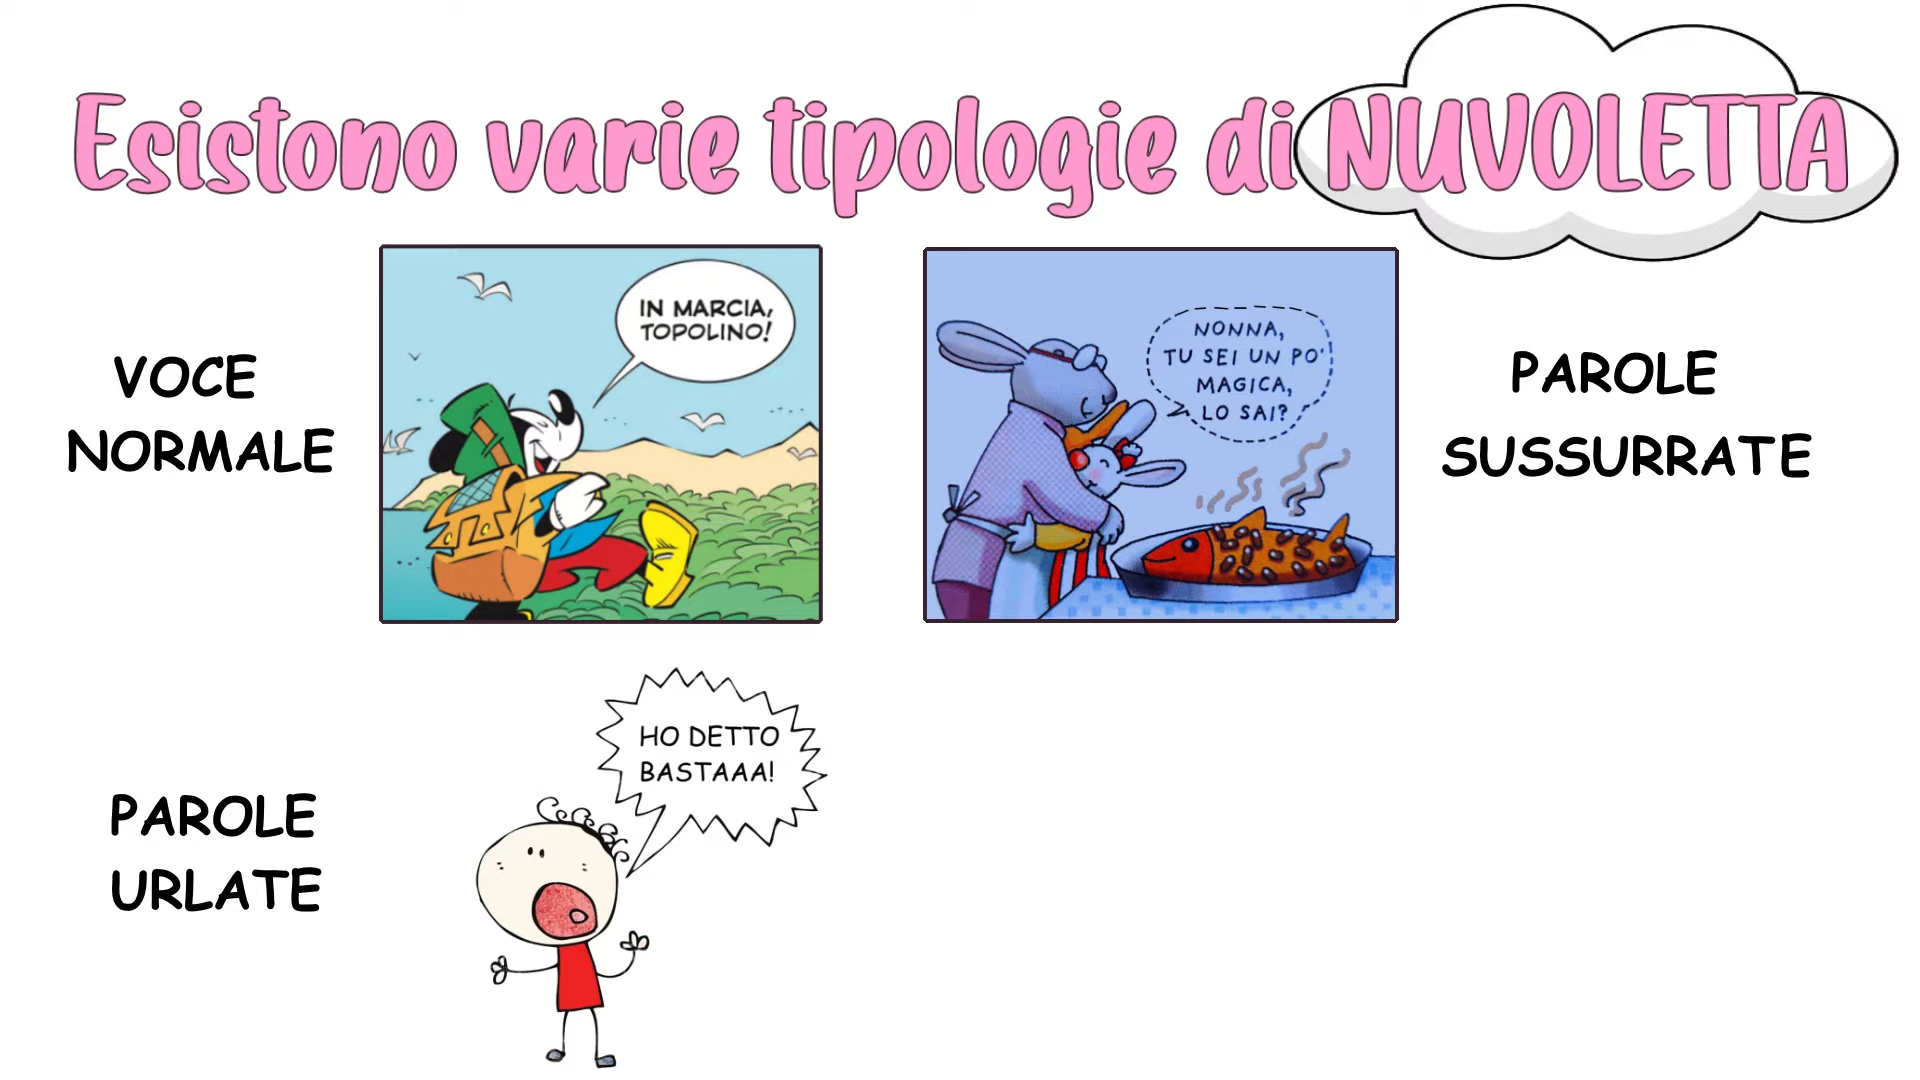 Esistono varie tipologie di NUVOLETTA
VOCE
NORMALE
IN MARCIA,
TOPOLINO!
NONNA,
TU SEI UN PO'
MAGICA,
LO SAI?
PAROLE
SUSSURRATE
PAROLE
URLATE
HO DETTO
BASTAAA!